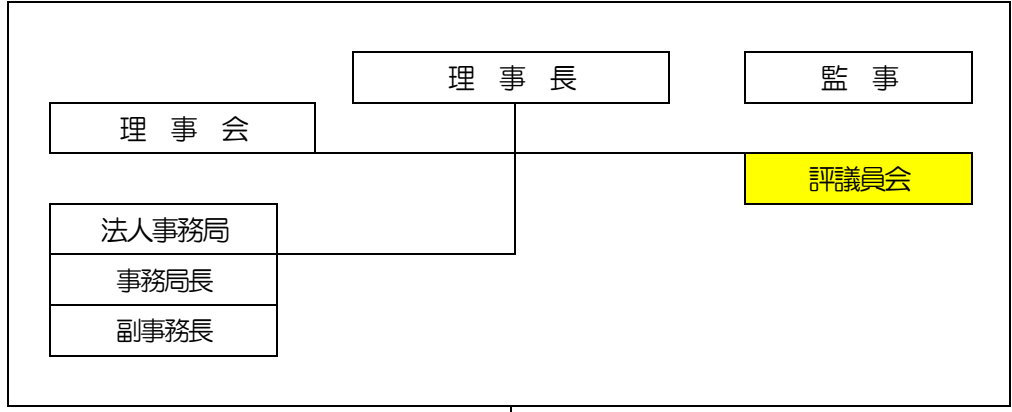 理 事 長
監 事
理 事 会
評議員会
法人事務局
事務局長
副事務長